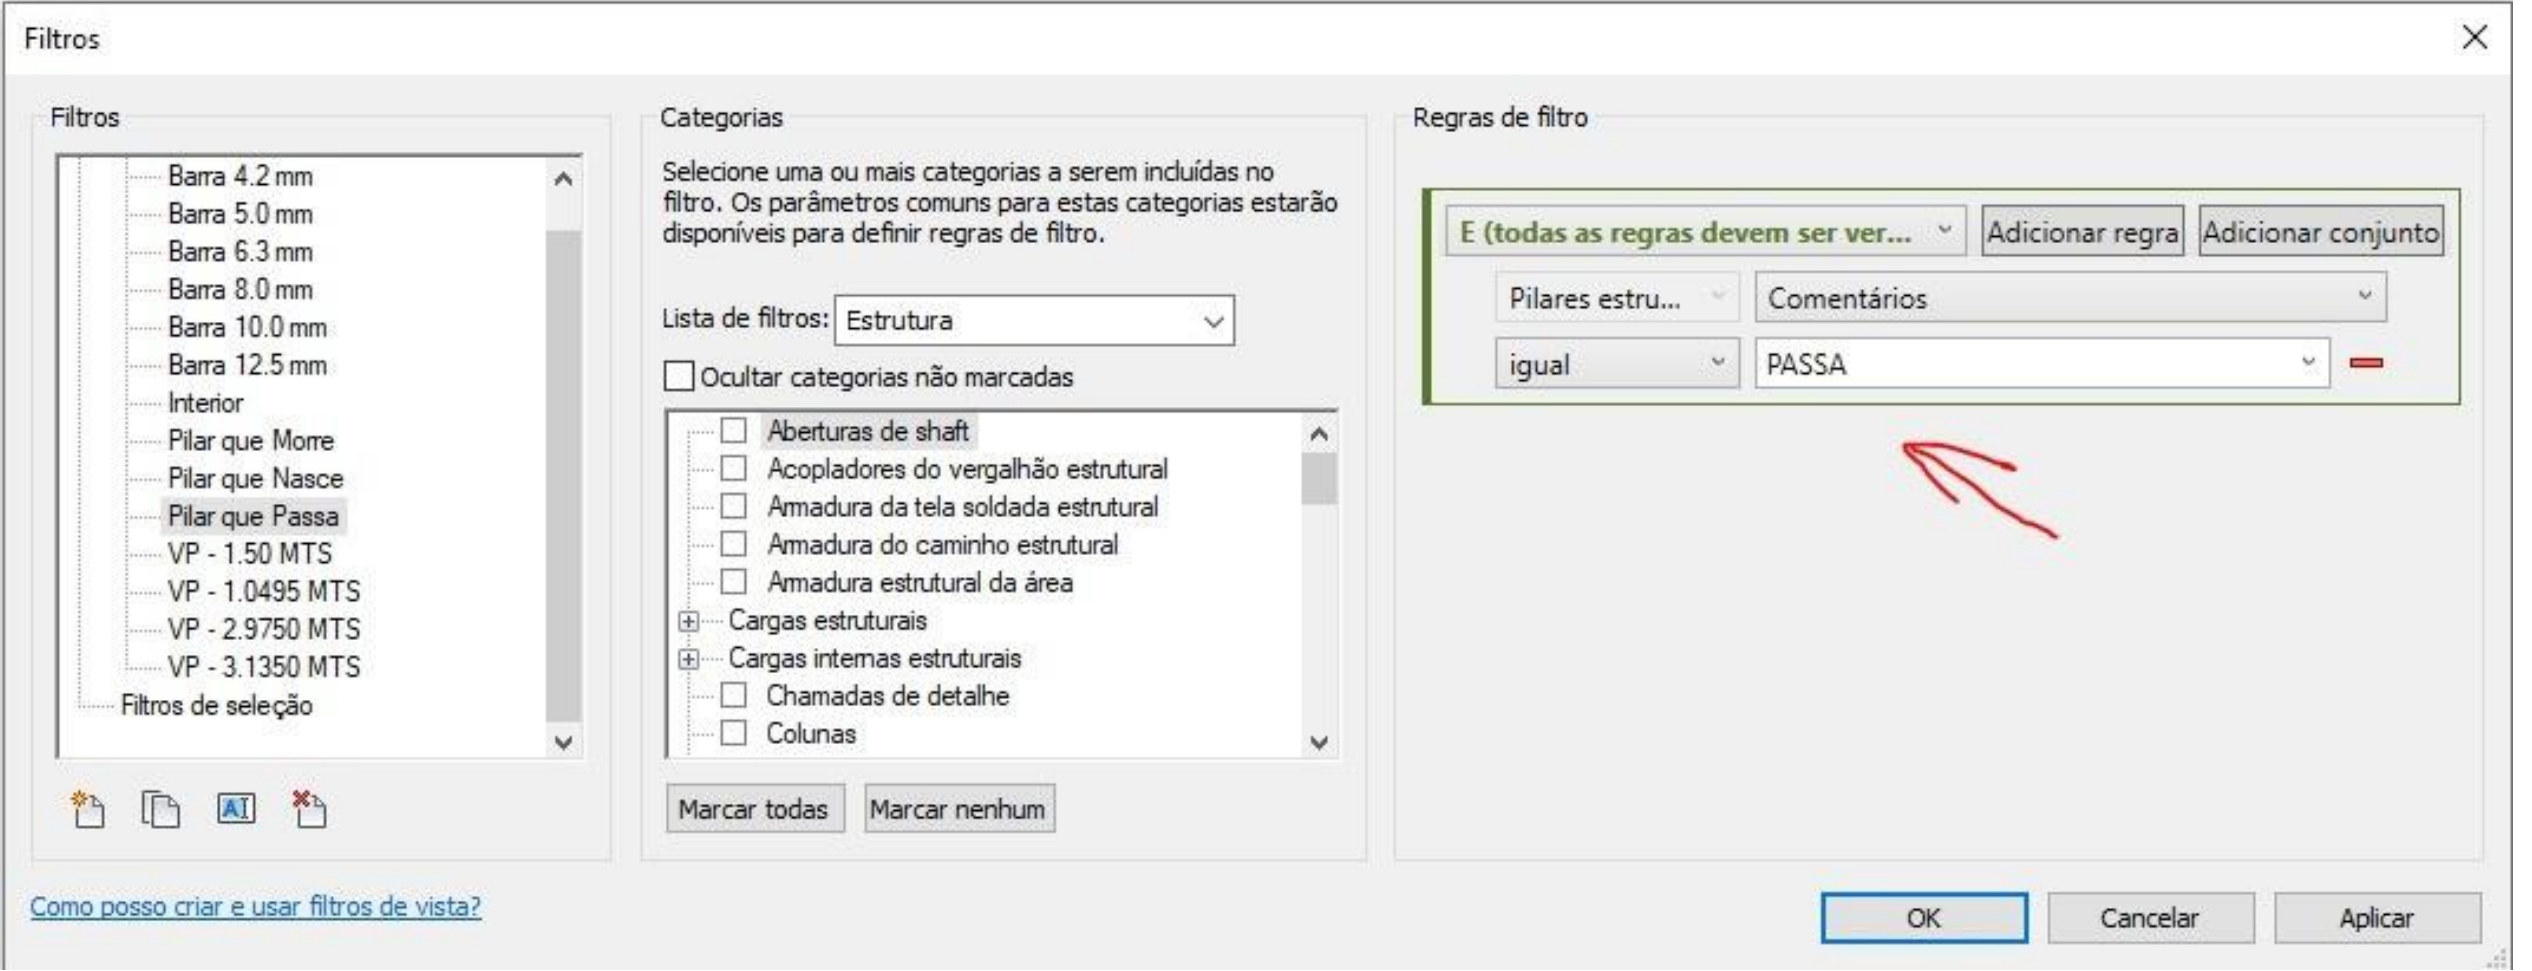 Filtros
Filtros
Barra 4.2 mm
Barra 5.0 mm
Barra 6.3 mm
Barra 8.0 mm
Barra 10.0 mm
Barra 12.5 mm
Interior
Pilar que Morre
Pilar que Nasce
Pilar que Passa
VP - 1.50 MTS
VP - 1.0495 MTS
VP - 2.9750 MTS
VP - 3.1350 MTS
Filtros de seleção
Como posso criar e usar filtros de vista?
Categorias
Selecione uma ou mais categorias a serem incluídas no
filtro. Os parâmetros comuns para estas categorias estarão
disponíveis para definir regras de filtro.
Lista de filtros: Estrutura
Ocultar categorias não marcadas
Aberturas de shaft
Acopladores do vergalhão estrutural
Armadura da tela soldada estrutural
Armadura do caminho estrutural
Armadura estrutural da área
Cargas estruturais
Cargas internas estruturais
Chamadas de detalhe
Colunas
Marcar todas Marcar nenhum
Regras de filtro
E (todas as regras devem ser ver... Adicionar regra Adicionar conjunto
Pilares estru... Comentários
igual PASSA
OK Cancelar Aplicar